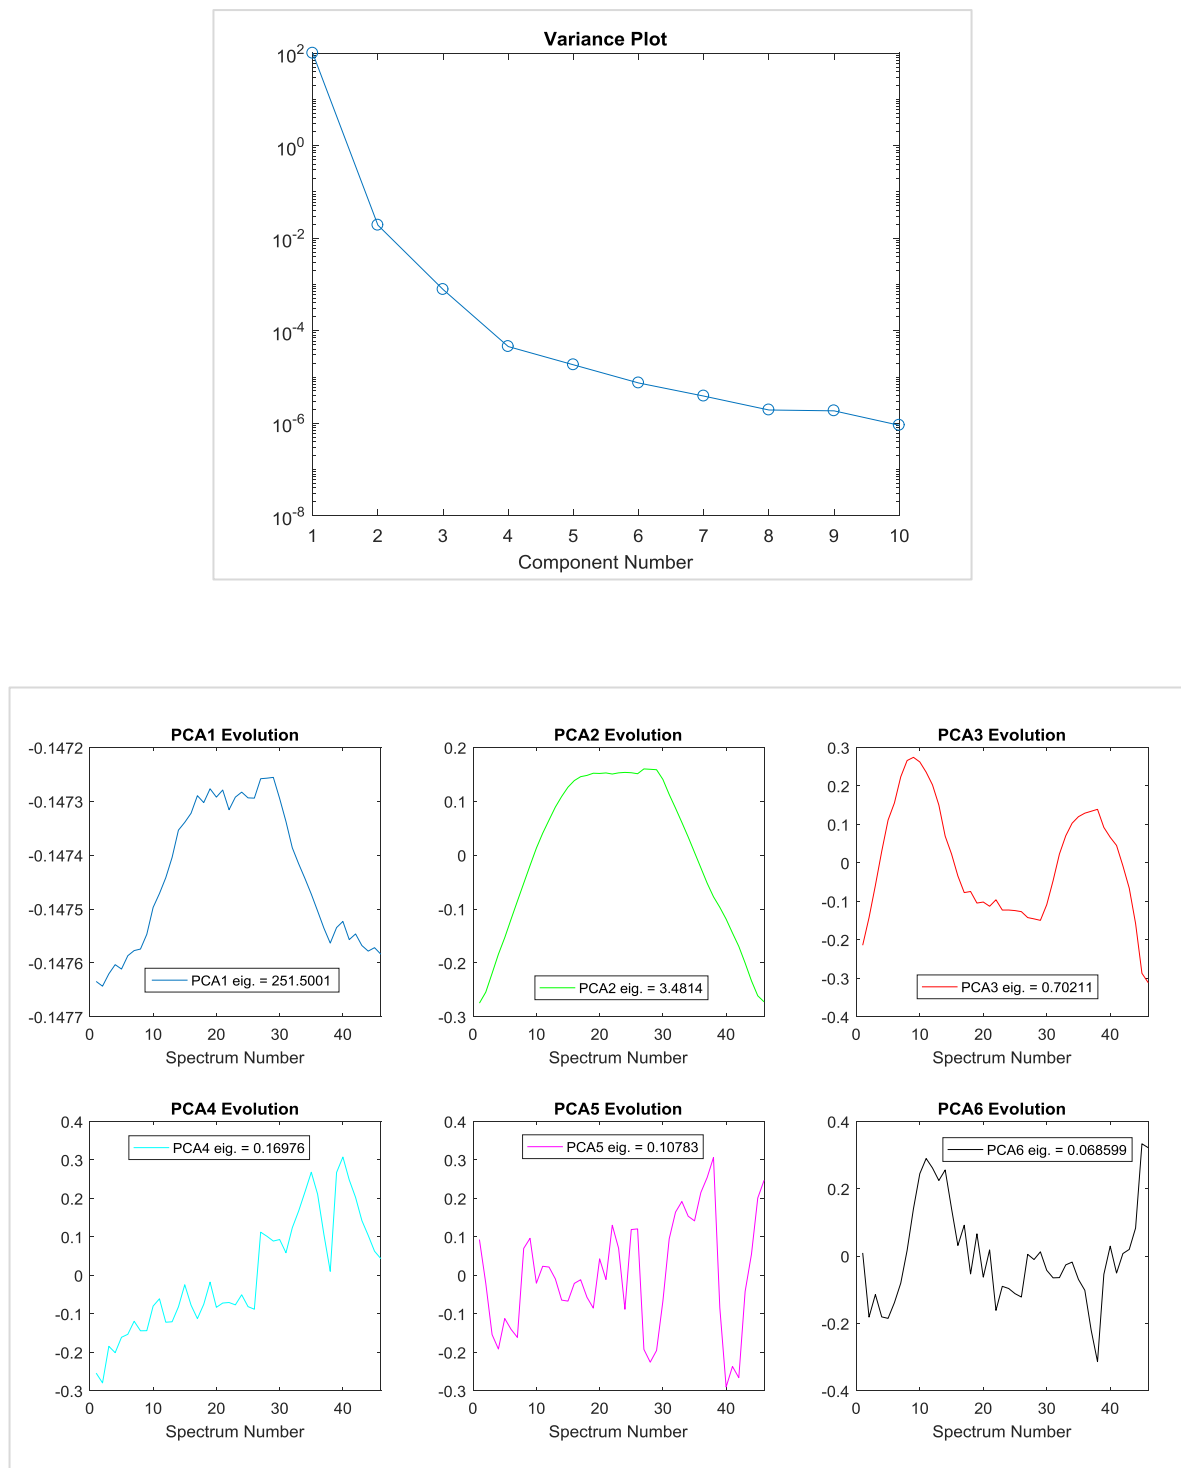 Variance Plot
10^2
10^0
10^-2
10^-4
10^-6
10^-8
1 2 3 4 5 6 7 8 9 10
Component Number
PCA1 Evolution
-0.1472
-0.1473
-0.1474
-0.1475
-0.1476
-0.1477
PCA1 eig. = 251.5001
0 10 20 30 40
Spectrum Number
PCA2 Evolution
0.2
0.1
0
-0.1
-0.2
-0.3
PCA2 eig. = 3.4814
0 10 20 30 40
Spectrum Number
PCA3 Evolution
0.3
0.2
0.1
0
-0.1
-0.2
-0.3
-0.4
PCA3 eig. = 0.70211
0 10 20 30 40
Spectrum Number
PCA4 Evolution
0.4
0.3
0.2
0.1
0
-0.1
-0.2
-0.3
PCA4 eig. = 0.16976
0 10 20 30 40
Spectrum Number
PCA5 Evolution
0.4
0.3
0.2
0.1
0
-0.1
-0.2
-0.3
PCA5 eig. = 0.10783
0 10 20 30 40
Spectrum Number
PCA6 Evolution
0.4
0.2
0
-0.2
-0.4
PCA6 eig. = 0.068599
0 10 20 30 40
Spectrum Number